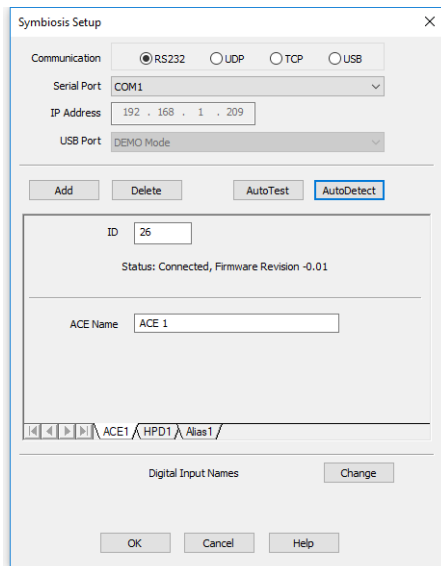 Symbiosis Setup
Communication RS232 UDP TCP USB
Serial Port COM1
IP Address 192 . 168 . 1 . 209
USB Port DEMO Mode
Add Delete AutoTest AutoDetect
ID 26
Status: Connected, Firmware Revision -0.01
ACE Name ACE 1
ACE1 HPD1 Alias1
Digital Input Names Change
OK Cancel Help